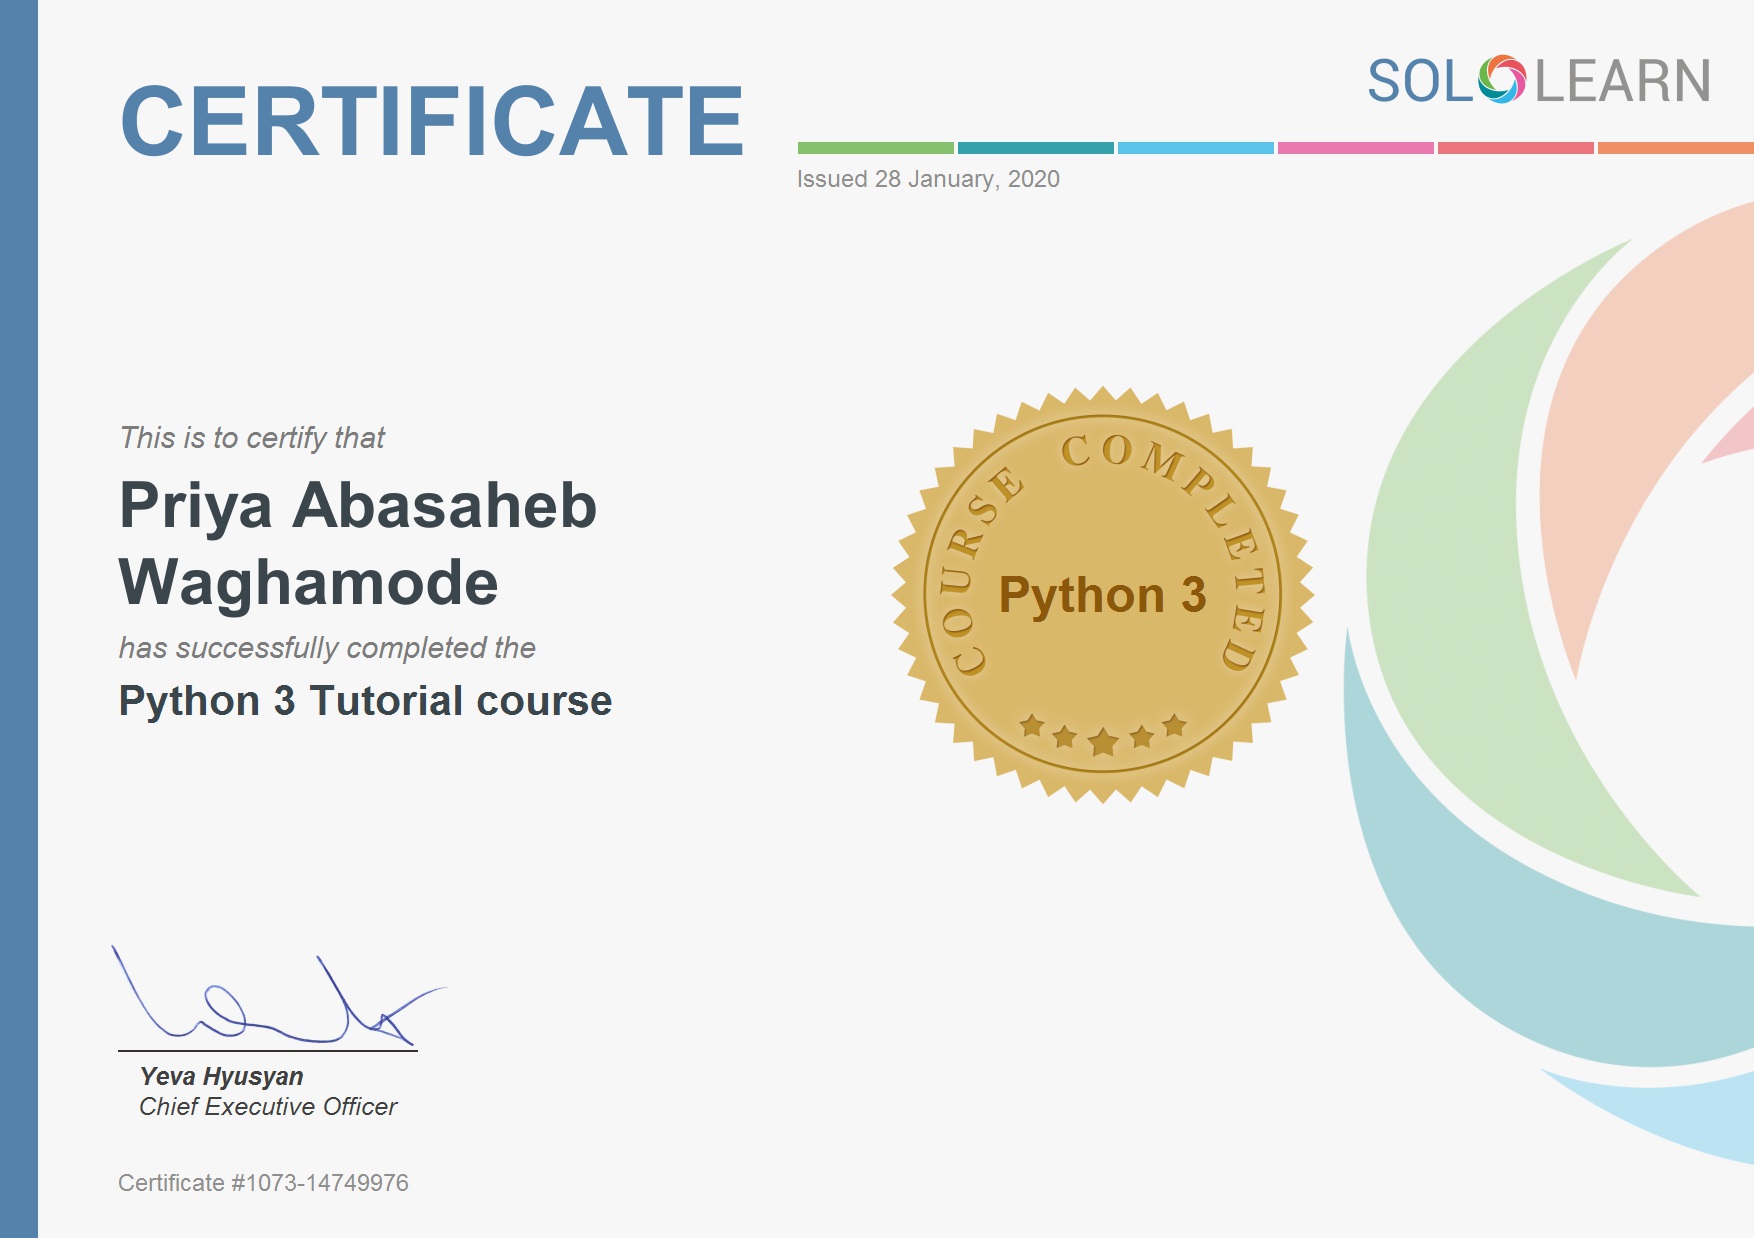 CERTIFICATE
SOLOLEARN
Issued 28 January, 2020
This is to certify that
Priya Abasaheb
Waghamode
has successfully completed the
Python 3 Tutorial course
COURSE COMPLETED
Python 3
Yeva Hyusyan
Chief Executive Officer
Certificate #1073-14749976